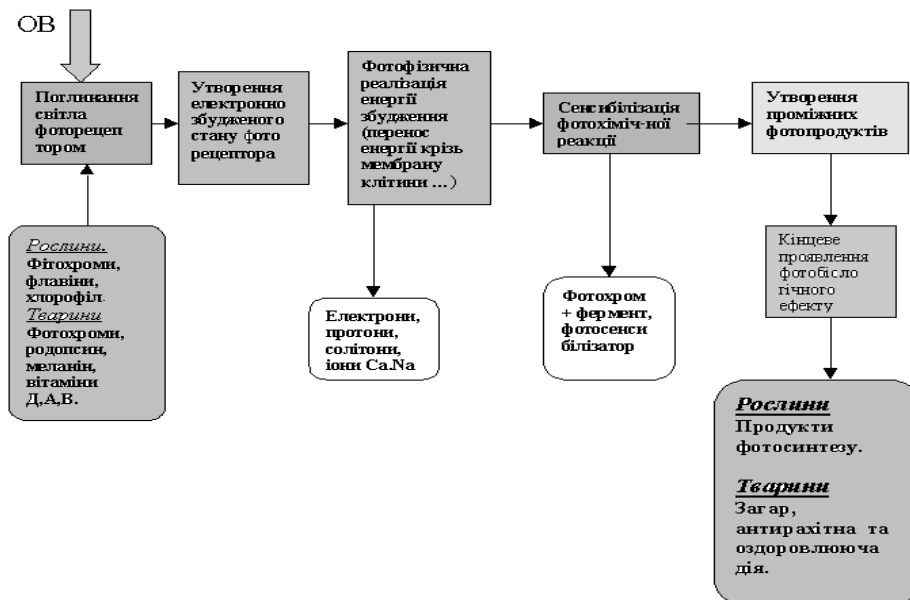 ОВ
Поглинання
світла
фоторецеп
тором
Утворення
електронно
збудженого
стану фото
рецептора
Фотофізична
реалізація
енергії
збудження
(перенос
енергії крізь
мембрану
клітини ...)
Сенсибілізація
фотохіміч-ної
реакції
Утворення
проміжних
фотопродуктів
Рослини.
Фітохроми,
флавіни,
хлорофіл.
Тварини
Фотохроми,
родопсин,
меланін,
вітаміни
Д,А,В.
Електрони,
протони,
солітони,
іони Ca.Na
Фотохром
+ фермент,
фотосенси
білізатор
Кінцеве
проявлення
фотобісло
гічного
ефекту
Рослини
Продукти
фотосинтезу.
Тварини
Загар,
антирахітна та
оздоровлююча
дія.